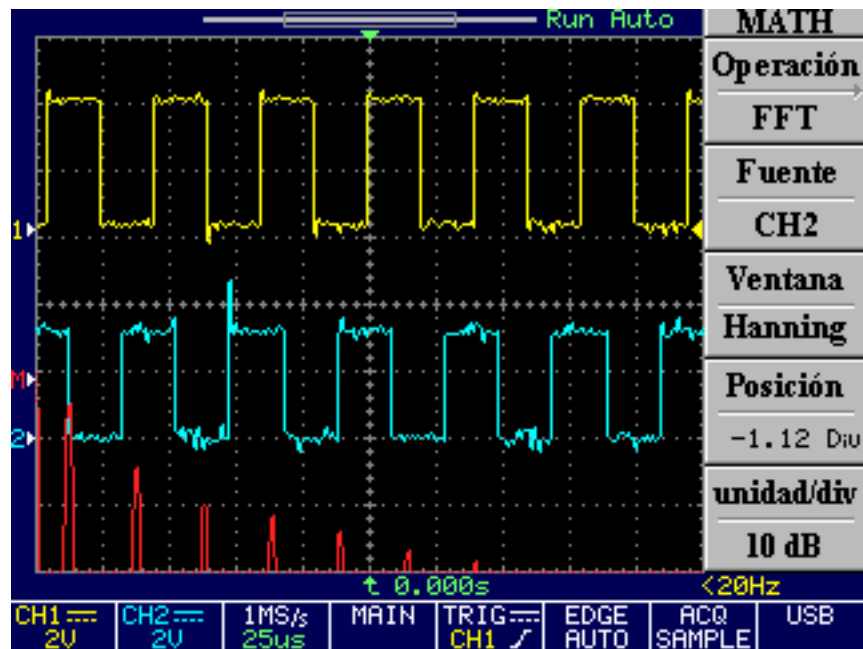 Run Auto
MATH
Operación
FFT
Fuente
CH2
Ventana
Hanning
Posición
-1.12 Div
unidad/div
10 dB
1
M
2
0.000s
<20Hz
CH1 CH2 1MS/s MAIN TRIG EDGE ACQ USB
2V 2V 25us CH1 AUTO SAMPLE